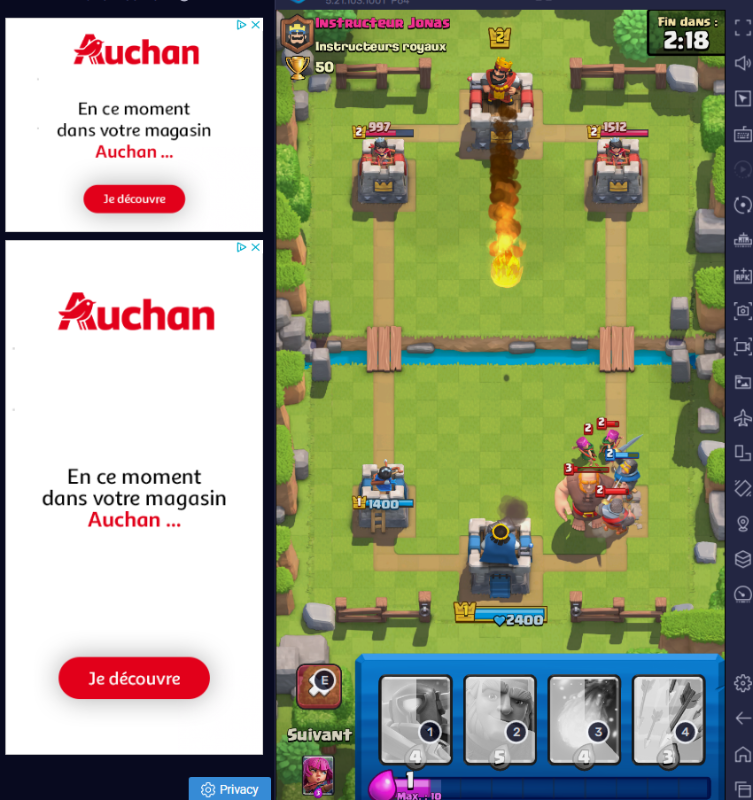 Auchan
En ce moment
dans votre magasin
Auchan ...
Je découvre
Auchan
En ce moment
dans votre magasin
Auchan ...
Je découvre
Privacy
Instructeur Jonas
Instructeurs royaux
50
2
Fin dans :
2:18
2 997
2 1512
2
2
2
3
2
1 1400
1
2400
E
Suivant
1
2
3
4
4
5
4
3
3
1
Max. : 10